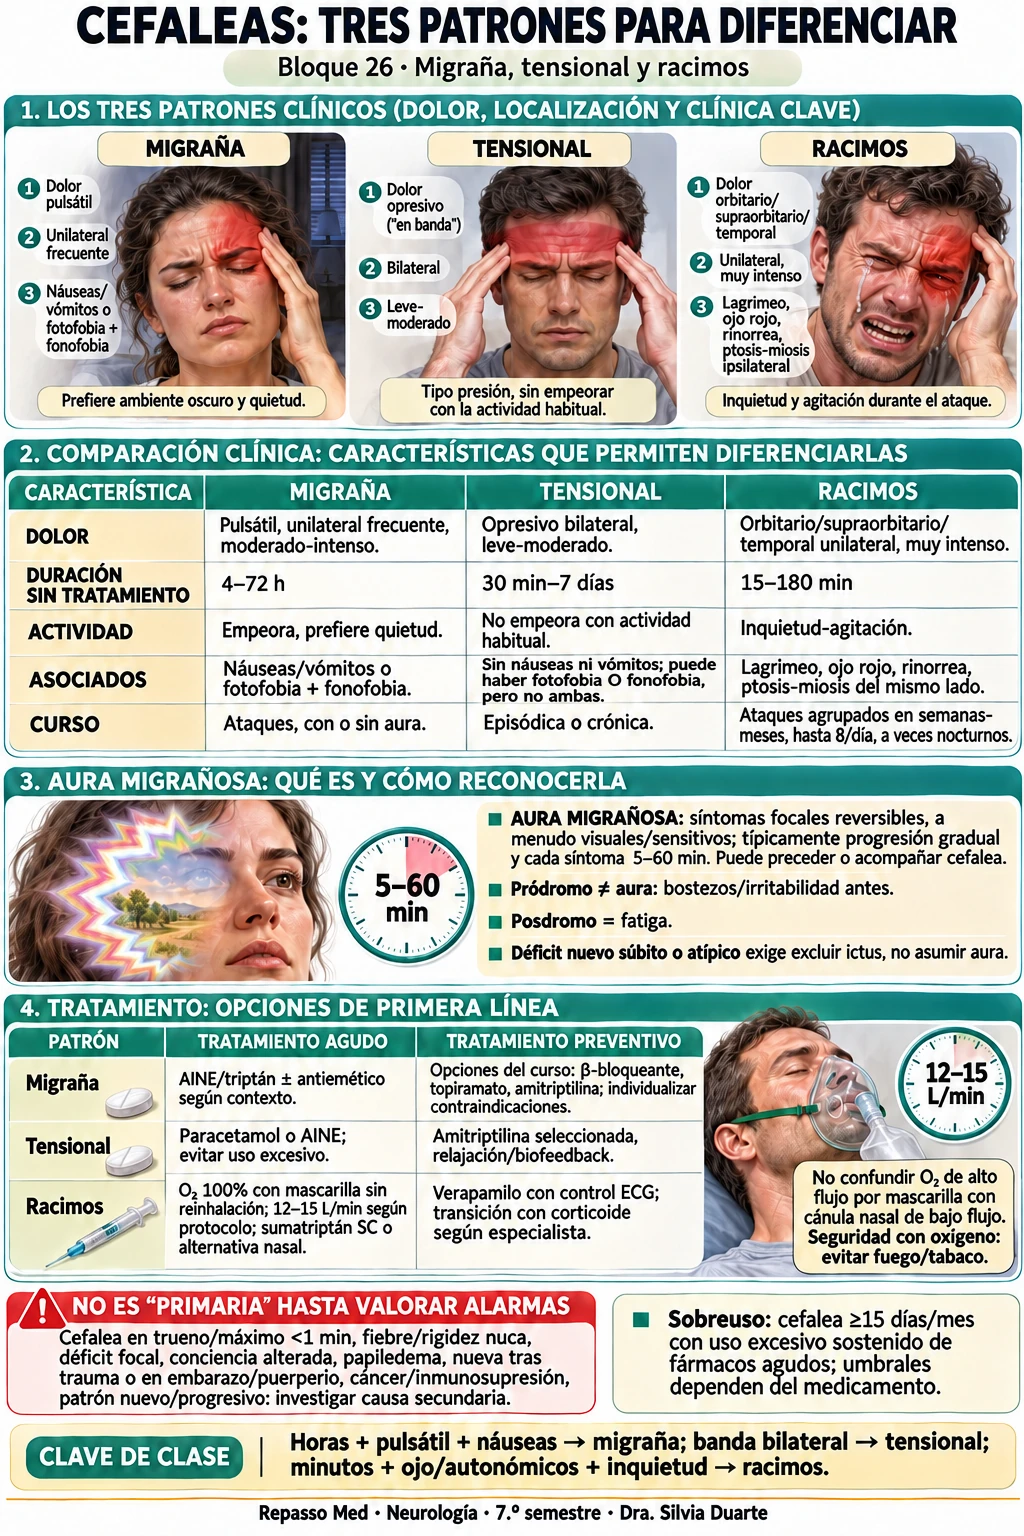 CEFALEAS: TRES PATRONES PARA DIFERENCIAR
Bloque 26 · Migraña, tensional y racimos
1. LOS TRES PATRONES CLÍNICOS (DOLOR, LOCALIZACIÓN Y CLÍNICA CLAVE)
MIGRAÑA
1 Dolor
pulsátil
2 Unilateral
frecuente
3 Náuseas/
vómitos o
fotofobia +
fonofobia
Prefiere ambiente oscuro y quietud.
TENSIONAL
1 Dolor
opresivo
("en banda")
2 Bilateral
3 Leve-
moderado
Tipo presión, sin empeorar
con la actividad habitual.
RACIMOS
1 Dolor
orbitario/
supraorbitario/
temporal
2 Unilateral,
muy intenso
3 Lagrimeo,
ojo rojo,
rinorrea,
ptosis-miosis
ipsilateral
Inquietud y agitación durante el ataque.
2. COMPARACIÓN CLÍNICA: CARACTERÍSTICAS QUE PERMITEN DIFERENCIARLAS
CARACTERÍSTICA MIGRAÑA TENSIONAL RACIMOS
DOLOR
Pulsátil, unilateral frecuente,
moderado-intenso.
Opresivo bilateral,
leve-moderado.
Orbitario/supraorbitario/
temporal unilateral, muy intenso.
DURACIÓN
SIN TRATAMIENTO
4–72 h
30 min–7 días
15–180 min
ACTIVIDAD
Empeora, prefiere quietud.
No empeora con actividad
habitual.
Inquietud-agitación.
ASOCIADOS
Náuseas/vómitos o
fotofobia + fonofobia.
Sin náuseas ni vómitos; puede
haber fotofobia O fonofobia,
pero no ambas.
Lagrimeo, ojo rojo, rinorrea,
ptosis-miosis del mismo lado.
CURSO
Ataques, con o sin aura.
Episódica o crónica.
Ataques agrupados en semanas-
meses, hasta 8/día, a veces nocturnos.
3. AURA MIGRAÑOSA: QUÉ ES Y CÓMO RECONOCERLA
5–60
min
AURA MIGRAÑOSA: síntomas focales reversibles, a
menudo visuales/sensitivos; típicamente progresión gradual
y cada síntoma 5–60 min. Puede preceder o acompañar cefalea.
Pródromo ≠ aura: bostezos/irritabilidad antes.
Posdromo = fatiga.
Déficit nuevo súbito o atípico exige excluir ictus, no asumir aura.
4. TRATAMIENTO: OPCIONES DE PRIMERA LÍNEA
PATRÓN TRATAMIENTO AGUDO TRATAMIENTO PREVENTIVO
Migraña
AINE/triptán ± antiemético
según contexto.
Opciones del curso: β-bloqueante,
topiramato, amitriptilina; individualizar
contraindicaciones.
Tensional
Paracetamol o AINE;
evitar uso excesivo.
Amitriptilina seleccionada,
relajación/biofeedback.
Racimos
O₂ 100% con mascarilla sin
reinhalación; 12–15 L/min según
protocolo; sumatriptán SC o
alternativa nasal.
Verapamilo con control ECG;
transición con corticoide
según especialista.
12–15
L/min
No confundir O₂ de alto
flujo por mascarilla con
cánula nasal de bajo flujo.
Seguridad con oxígeno:
evitar fuego/tabaco.
! NO ES “PRIMARIA” HASTA VALORAR ALARMAS
Cefalea en trueno/máximo <1 min, fiebre/rigidez nuca,
déficit focal, conciencia alterada, papiledema, nueva tras
trauma o en embarazo/puerperio, cáncer/inmunosupresión,
patrón nuevo/progresivo: investigar causa secundaria.
Sobreuso: cefalea ≥15 días/mes
con uso excesivo sostenido de
fármacos agudos; umbrales
dependen del medicamento.
CLAVE DE CLASE
Horas + pulsátil + náuseas → migraña; banda bilateral → tensional;
minutos + ojo/autonómicos + inquietud → racimos.
Repasso Med · Neurología · 7.º semestre · Dra. Silvia Duarte